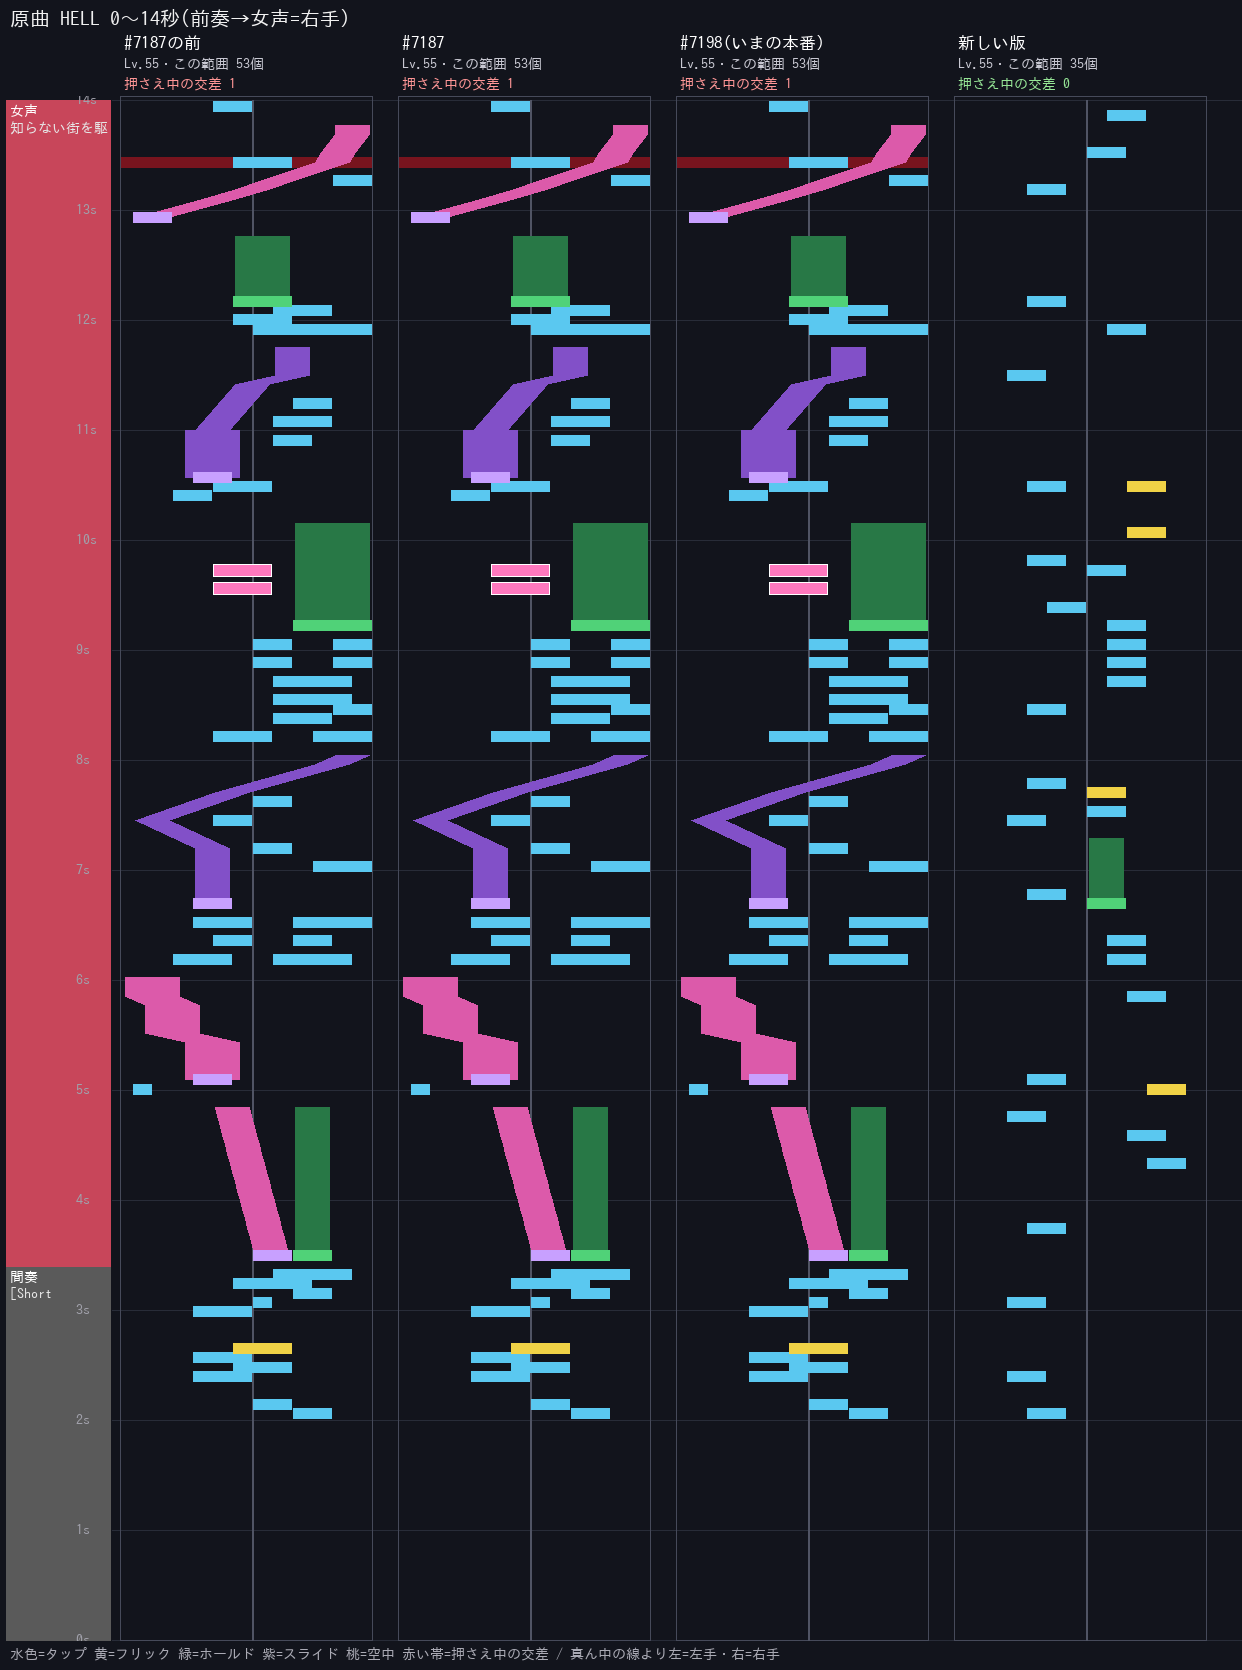 原曲 HELL 0〜14秒(前奏→女声=右手)
#7187の前
Lv.55・この範囲 53個
押さえ中の交差 1
#7187
Lv.55・この範囲 53個
押さえ中の交差 1
#7198(いまの本番)
Lv.55・この範囲 53個
押さえ中の交差 1
新しい版
Lv.55・この範囲 35個
押さえ中の交差 0
14s
女声
知らない街を駆
13s
12s
11s
10s
9s
8s
7s
6s
5s
4s
間奏
[Short
3s
2s
1s
0s
水色=タップ 黄=フリック 緑=ホールド 紫=スライド 桃=空中 赤い帯=押さえ中の交差 / 真ん中の線より左=左手・右=右手